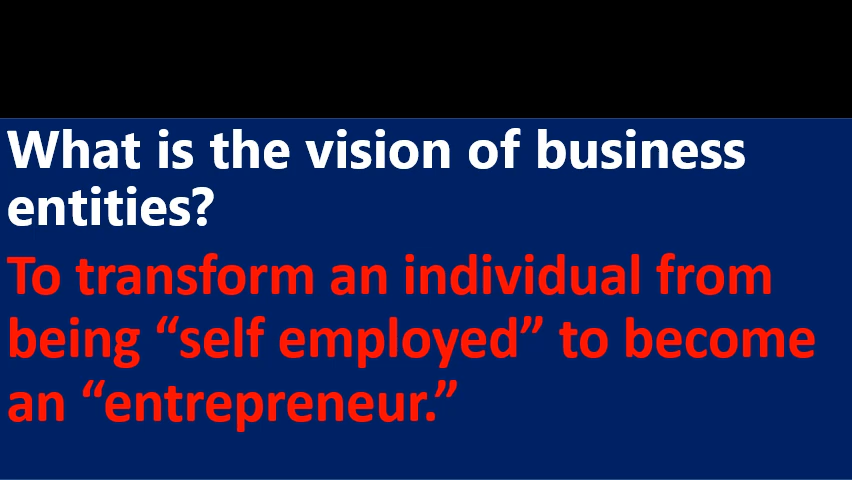 What is the vision of business
entities?
To transform an individual from
being “self employed” to become
an “entrepreneur.”